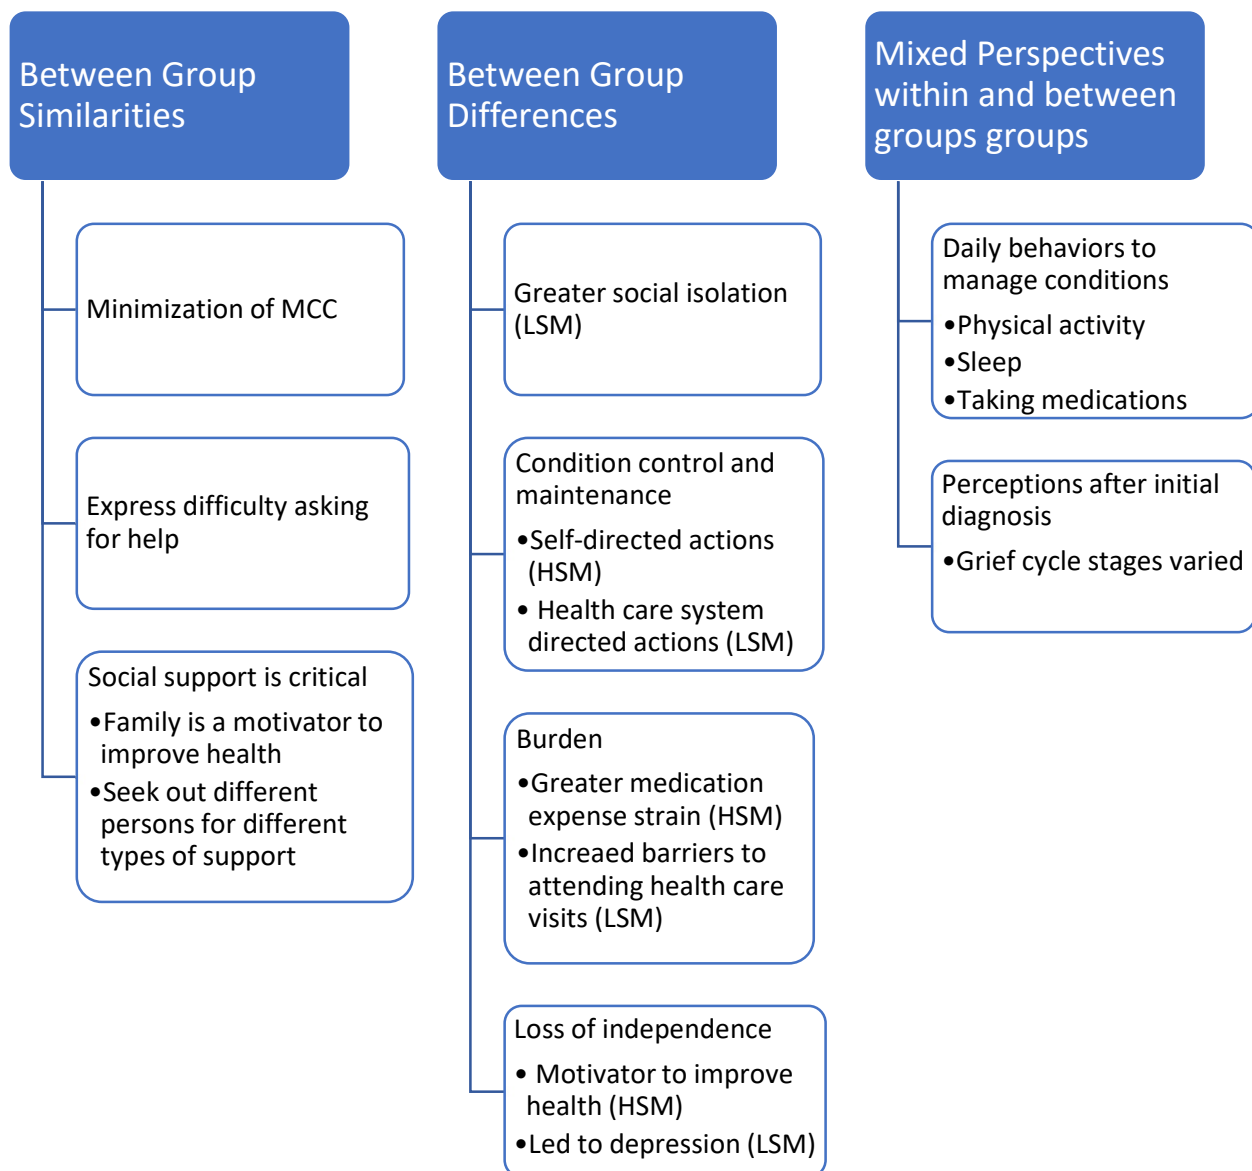 Between Group
Similarities
Minimization of MCC
Express difficulty asking
for help
Social support is critical
•Family is a motivator to
improve health
•Seek out different
persons for different
types of support
Between Group
Differences
Greater social isolation
(LSM)
Condition control and
maintenance
•Self-directed actions
(HSM)
• Health care system
directed actions (LSM)
Burden
•Greater medication
expense strain (HSM)
•Increaed barriers to
attending health care
visits (LSM)
Loss of independence
• Motivator to improve
health (HSM)
•Led to depression (LSM)
Mixed Perspectives
within and between
groups groups
Daily behaviors to
manage conditions
•Physical activity
•Sleep
•Taking medications
Perceptions after initial
diagnosis
•Grief cycle stages varied